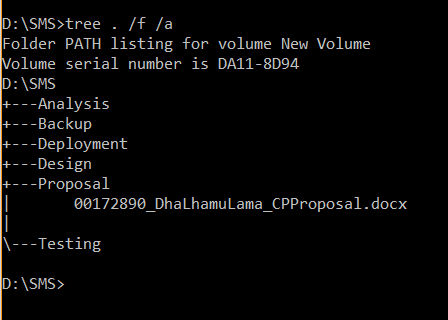 D:\SMS>tree . /f /a
Folder PATH listing for volume New Volume
Volume serial number is DA11-8D94
D:\SMS
+---Analysis
+---Backup
+---Deployment
+---Design
+---Proposal
|       00172890_DhaLhamuLama_CPProposal.docx
|
\---Testing
D:\SMS>